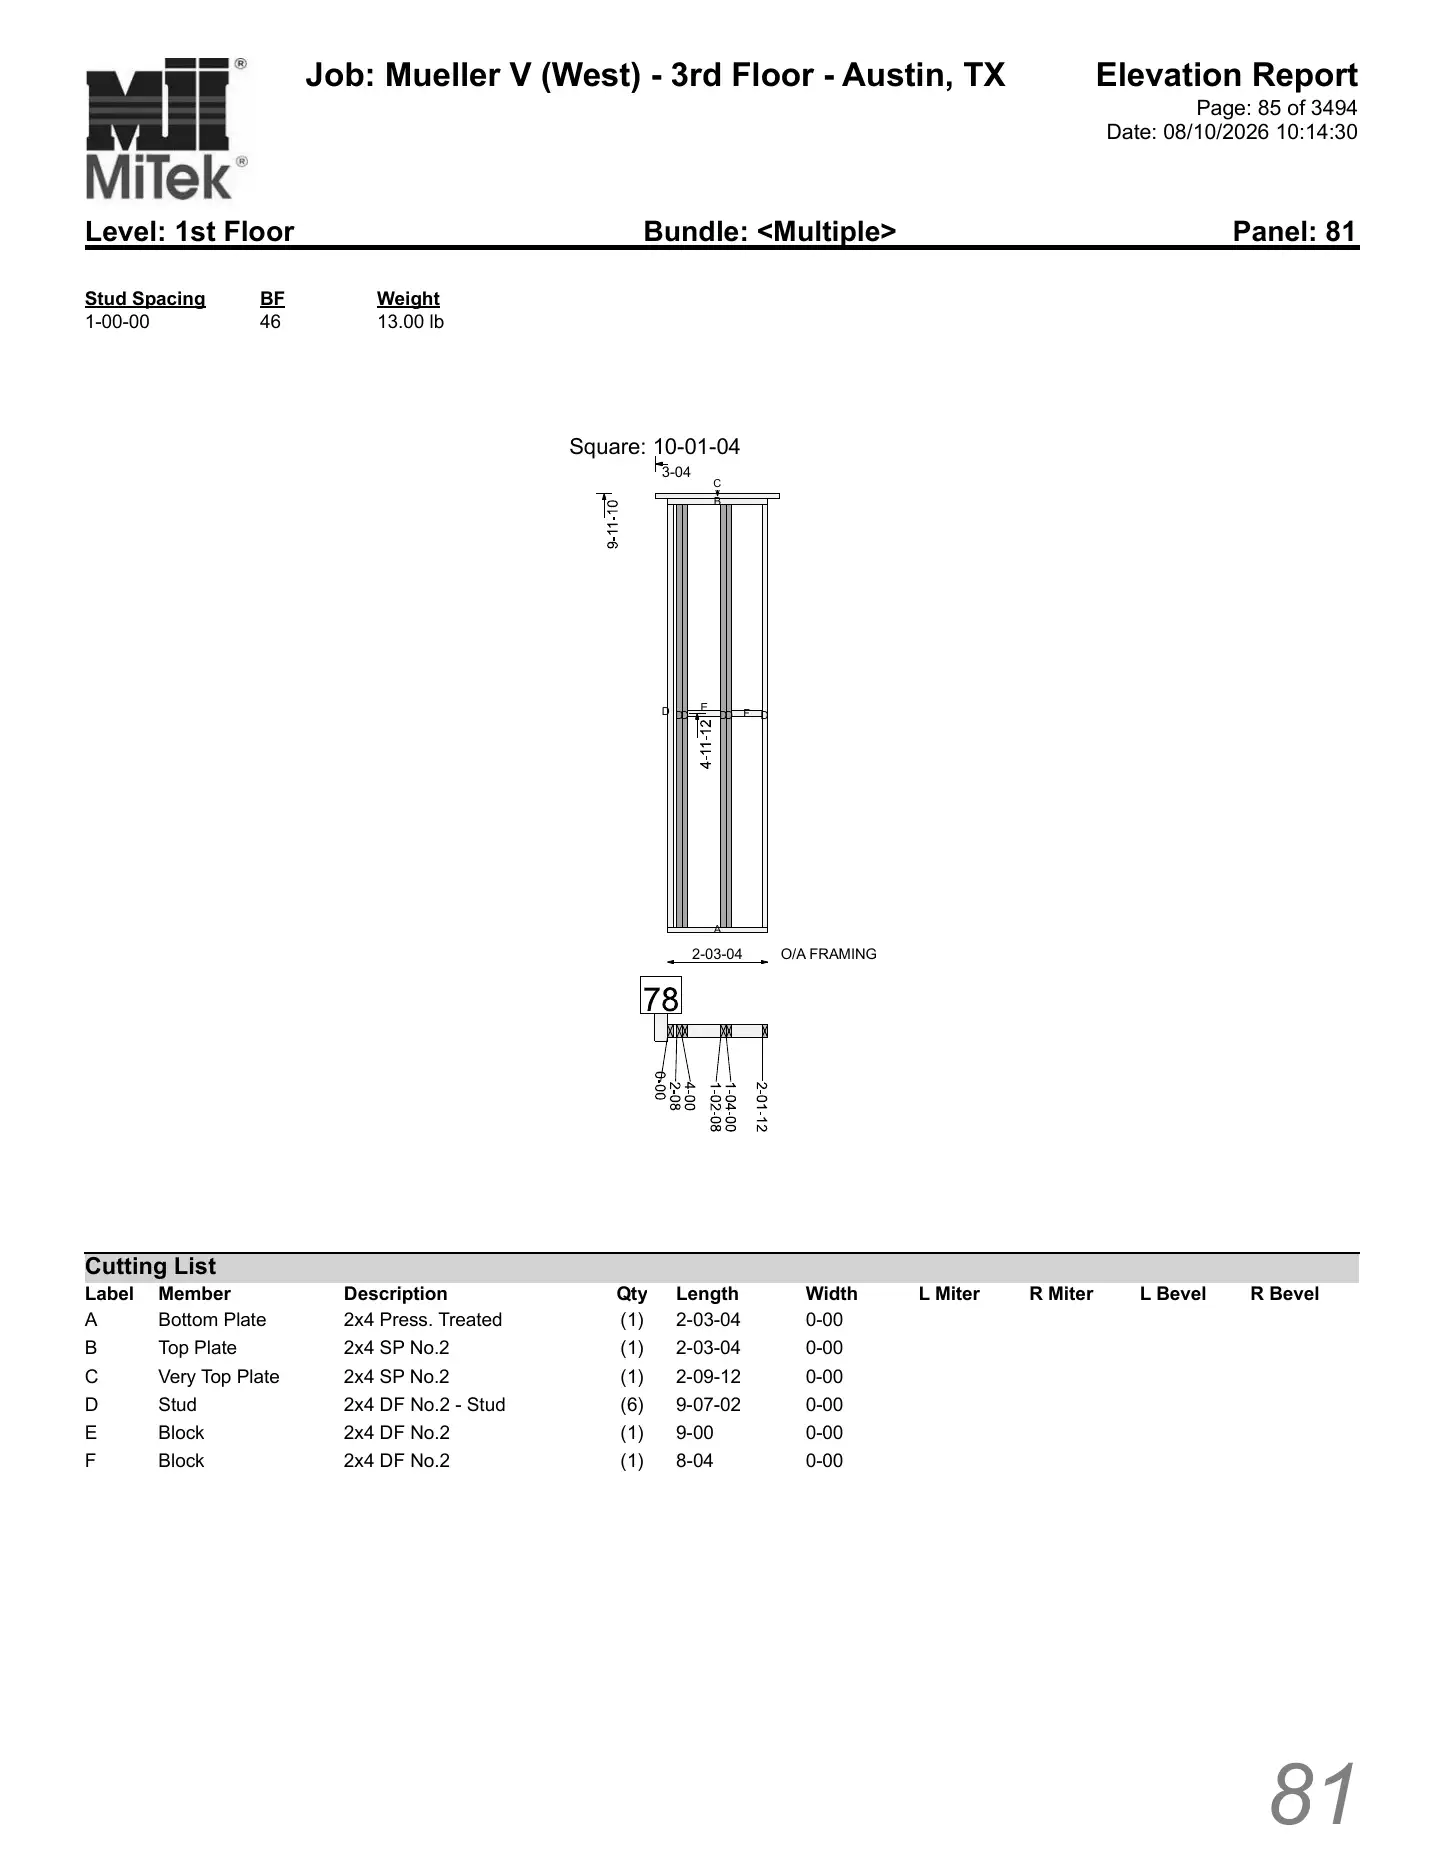 Job: Mueller V (West) - 3rd Floor - Austin, TX
Elevation Report
Page: 85 of 3494
Date: 08/10/2026 10:14:30
MiTek®
Level: 1st Floor Bundle: <Multiple> Panel: 81
Stud Spacing BF Weight
1-00-00 46 13.00 lb
Square: 10-01-04
3-04
C
B
9-11-10
D D D E D D F D
4-11-12
A
2-03-04 O/A FRAMING
78
0-00
2-08
4-00
1-02-08
1-04-00
2-01-12
Cutting List
Label Member Description Qty Length Width L Miter R Miter L Bevel R Bevel
A Bottom Plate 2x4 Press. Treated (1) 2-03-04 0-00
B Top Plate 2x4 SP No.2 (1) 2-03-04 0-00
C Very Top Plate 2x4 SP No.2 (1) 2-09-12 0-00
D Stud 2x4 DF No.2 - Stud (6) 9-07-02 0-00
E Block 2x4 DF No.2 (1) 9-00 0-00
F Block 2x4 DF No.2 (1) 8-04 0-00
81